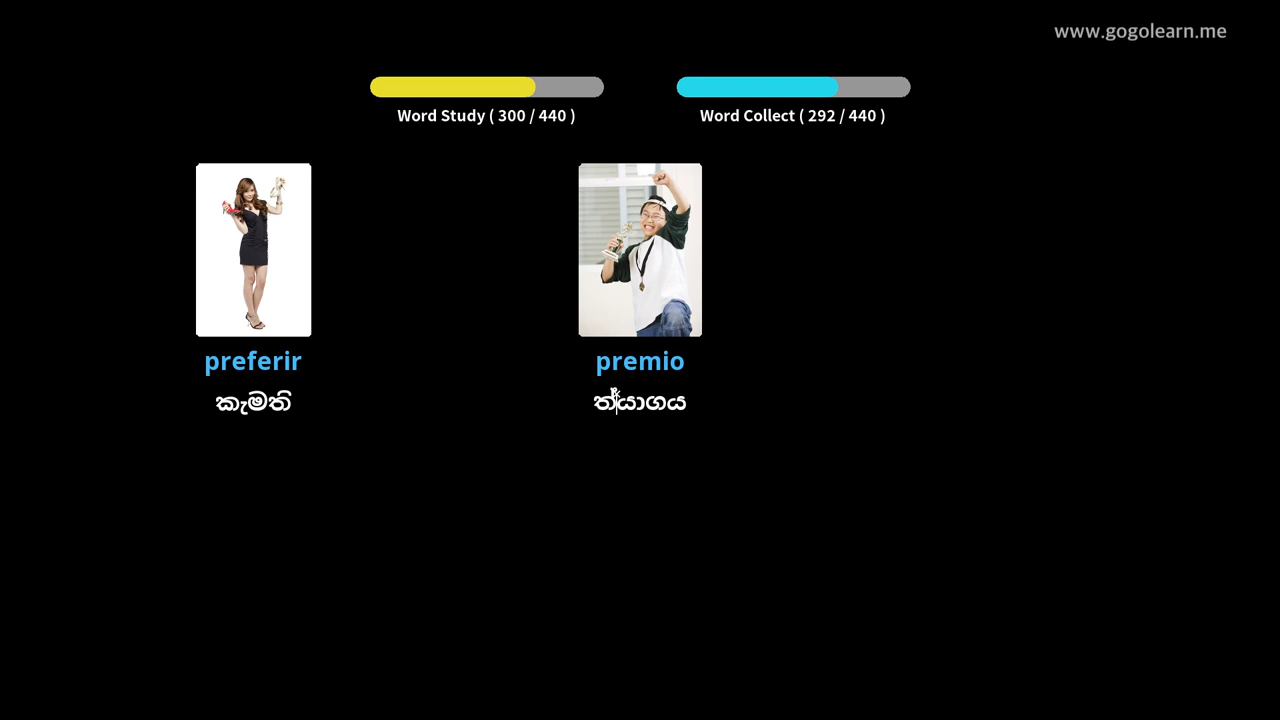 www.gogolearn.me
Word Study ( 300 / 440 )
Word Collect ( 292 / 440 )
preferir
premio
කැමති
ත්‍යාගය